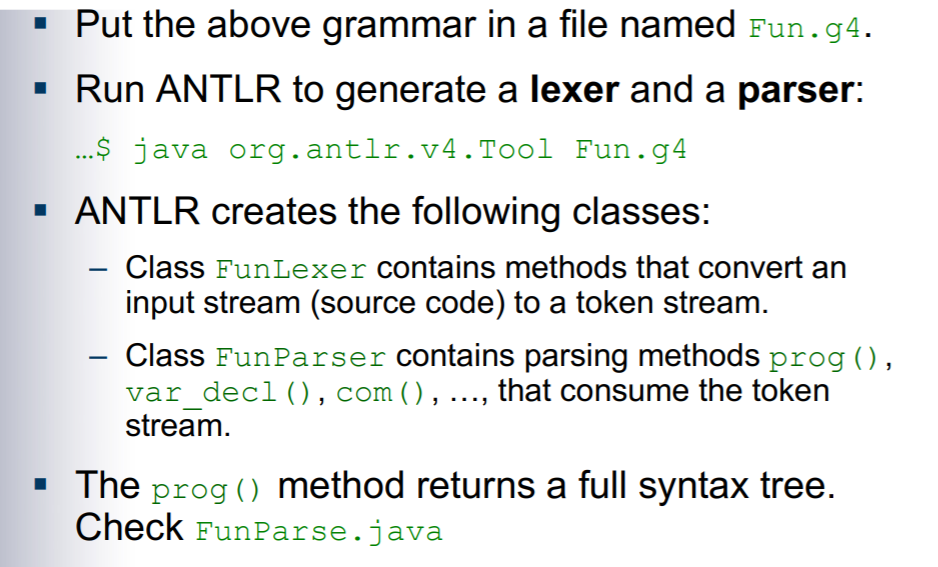 ▪ Put the above grammar in a file named Fun.g4.
▪ Run ANTLR to generate a lexer and a parser:
…$ java org.antlr.v4.Tool Fun.g4
▪ ANTLR creates the following classes:
– Class FunLexer contains methods that convert an
input stream (source code) to a token stream.
– Class FunParser contains parsing methods prog(),
var_decl(), com(), …, that consume the token
stream.
▪ The prog() method returns a full syntax tree.
Check FunParse.java